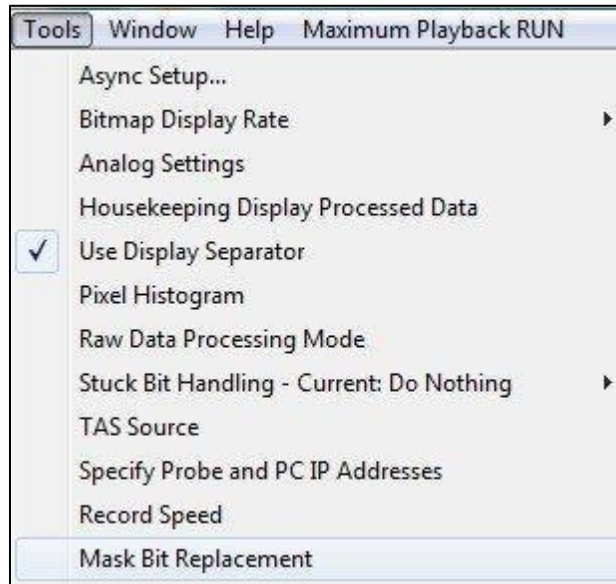 Tools Window Help Maximum Playback RUN
Async Setup...
Bitmap Display Rate
Analog Settings
Housekeeping Display Processed Data
Use Display Separator
Pixel Histogram
Raw Data Processing Mode
Stuck Bit Handling - Current: Do Nothing
TAS Source
Specify Probe and PC IP Addresses
Record Speed
Mask Bit Replacement